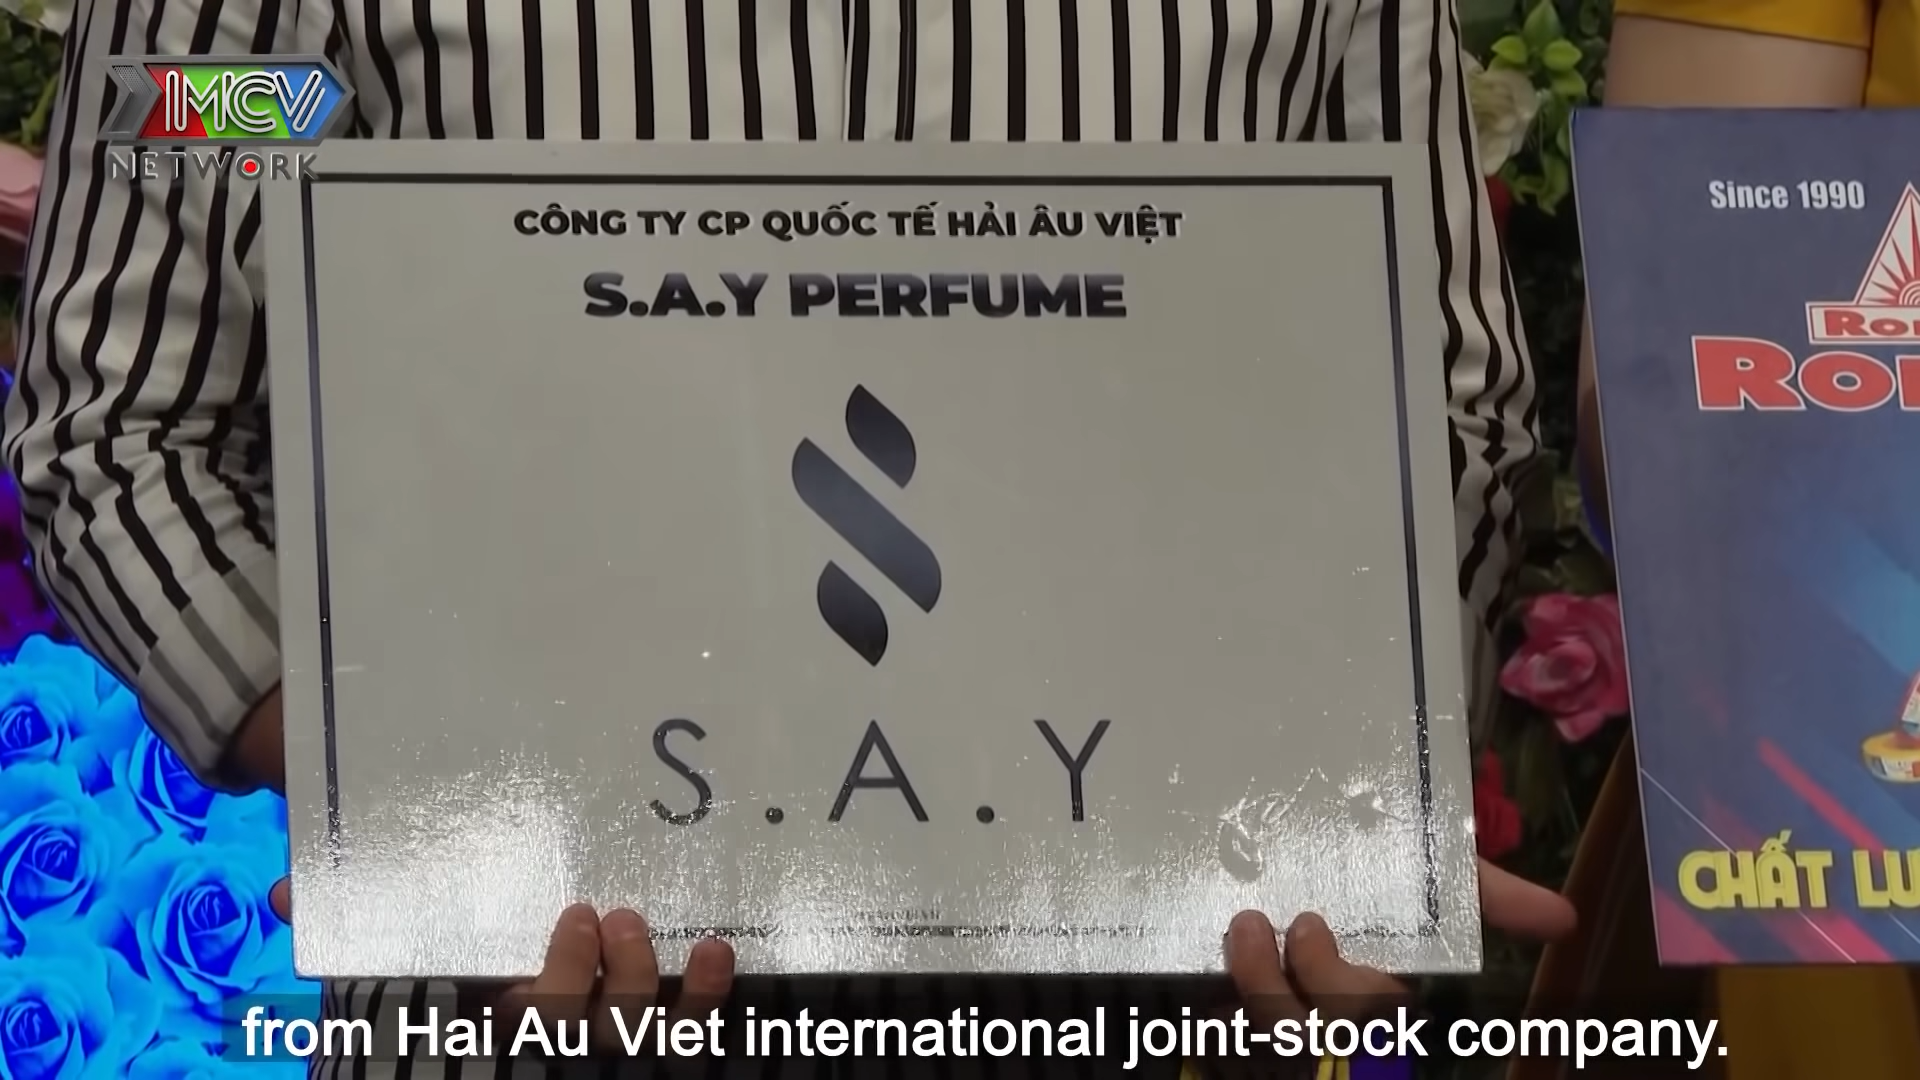 MCV
NETWORK
CÔNG TY CP QUỐC TẾ HẢI ÂU VIỆT
S.A.Y PERFUME
S.A.Y
Since 1990
CHẤT
from Hai Au Viet international joint-stock company.